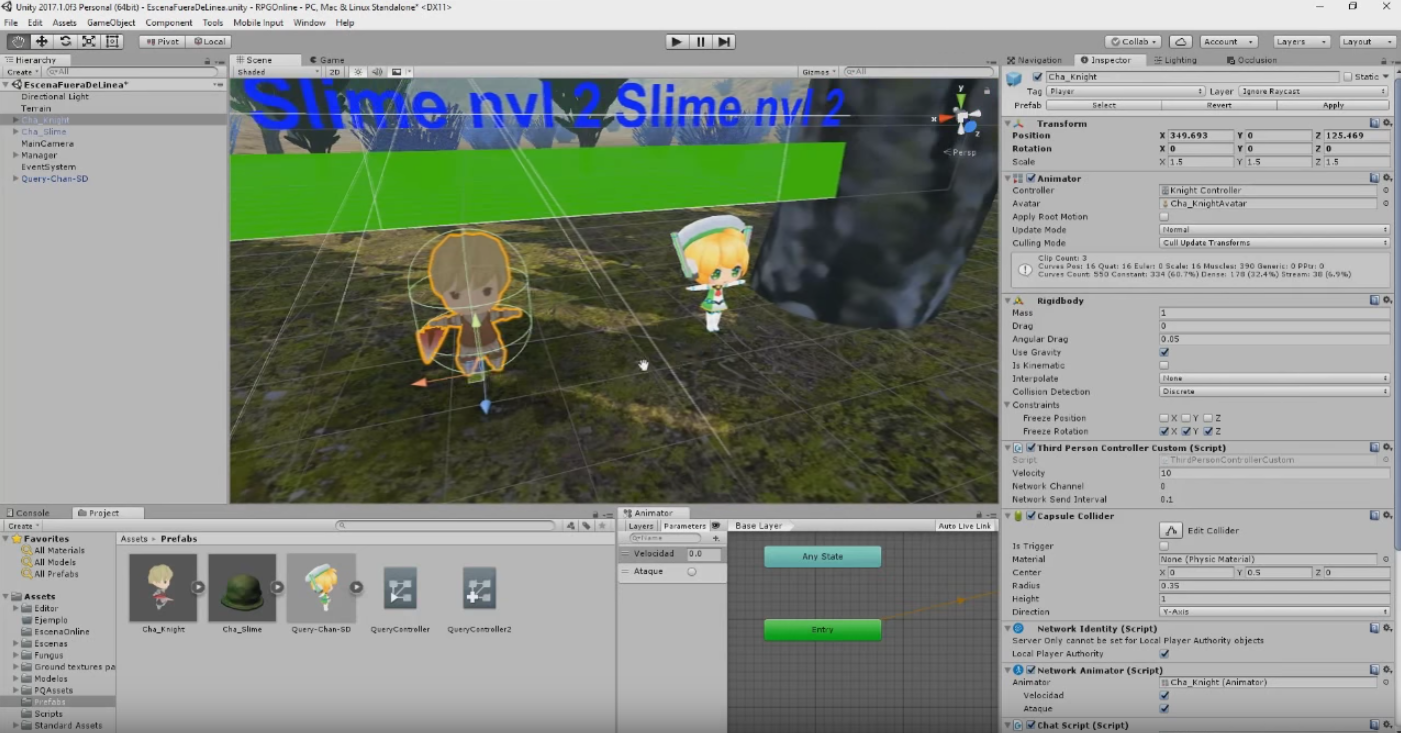 Unity 2017.1.0f3 Personal (64bit) - EscenaFueraDeLinea.unity - RPGOnline - PC, Mac & Linux Standalone* <DX11>
File Edit Assets GameObject Component Tools Mobile Input Window Help
Pivot Local Collab Account Layers Layout
Hierarchy
Create All
EscenaFueraDeLinea*
Directional Light
Terrain
Cha_Knight
Cha_Slime
MainCamera
Manager
EventSystem
Query-Chan-SD
Scene Game
Shaded 2D Gizmos All
Slime nvl 2 Slime nvl 2
y
x
z
Persp
Navigation Inspector Lighting Occlusion
Cha_Knight Static
Tag Player Layer Ignore Raycast
Prefab Select Revert Apply
Transform
Position X 349.693 Y 0 Z 125.469
Rotation X 0 Y 0 Z 0
Scale X 1.5 Y 1.5 Z 1.5
Animator
Controller Knight Controller
Avatar Cha_KnightAvatar
Apply Root Motion
Update Mode Normal
Culling Mode Cull Update Transforms
Clip Count: 3
Curves Pos: 16 Quat: 16 Euler: 0 Scale: 16 Muscles: 390 Generic: 0 PPtr: 0
Curves Count: 550 Constant: 334 (60.7%) Dense: 178 (32.4%) Stream: 38 (6.9%)
Rigidbody
Mass 1
Drag 0
Angular Drag 0.05
Use Gravity
Is Kinematic
Interpolate None
Collision Detection Discrete
Constraints
Freeze Position X Y Z
Freeze Rotation X Y Z
Third Person Controller Custom (Script)
Script ThirdPersonControllerCustom
Velocity 10
Network Channel 0
Network Send Interval 0.1
Capsule Collider
Edit Collider
Is Trigger
Material None (Physic Material)
Center X 0 Y 0.5 Z 0
Radius 0.35
Height 1
Direction Y-Axis
Network Identity (Script)
Server Only cannot be set for Local Player Authority objects
Local Player Authority
Network Animator (Script)
Animator Cha_Knight (Animator)
Velocidad
Ataque
Chat Script (Script)
Console Project
Create
Favorites
All Materials
All Models
All Prefabs
Assets
Editor
Ejemplo
EscenaOnline
Escenas
Fungus
Ground textures pa
Modelos
PQAssets
Prefabs
Scripts
Standard Assets
Assets Prefabs
Cha_Knight Cha_Slime Query-Chan-SD QueryController QueryController2
Animator
Layers Parameters Base Layer Auto Live Link
Name
Velocidad 0.0
Ataque
Any State
Entry